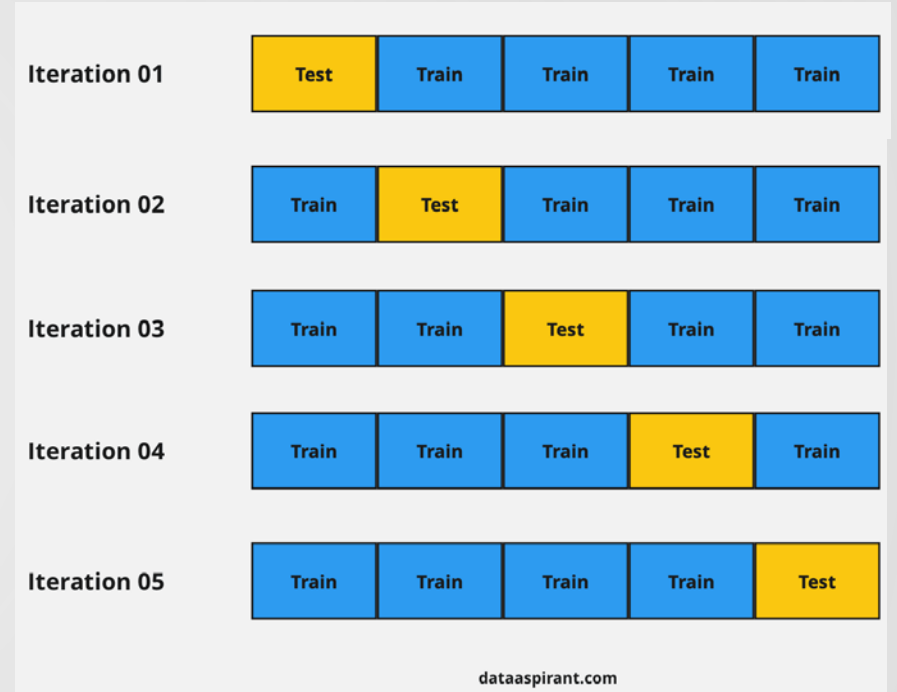 Iteration 01 Test Train Train Train Train
Iteration 02 Train Test Train Train Train
Iteration 03 Train Train Test Train Train
Iteration 04 Train Train Train Test Train
Iteration 05 Train Train Train Train Test
dataaspirant.com